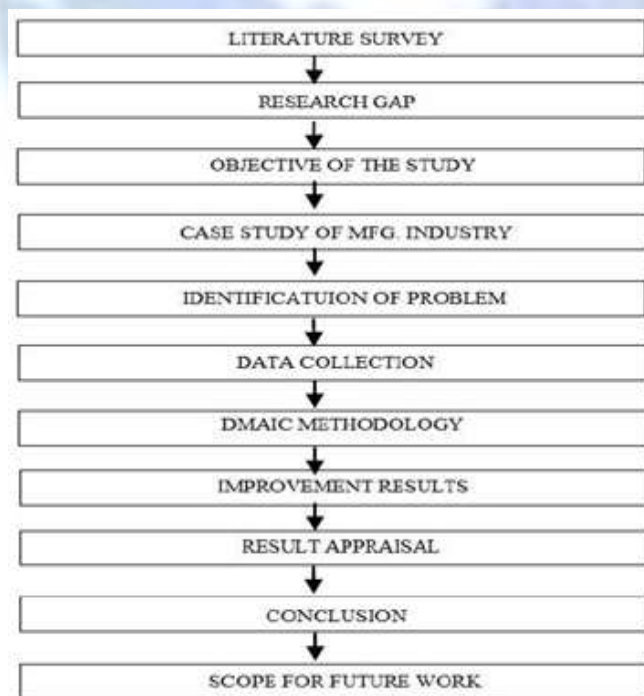 LITERATURE SURVEY
RESEARCH GAP
OBJECTIVE OF THE STUDY
CASE STUDY OF MFG. INDUSTRY
IDENTIFICATUION OF PROBLEM
DATA COLLECTION
DMAIC METHODOLOGY
IMPROVEMENT RESULTS
RESULT APPRAISAL
CONCLUSION
SCOPE FOR FUTURE WORK